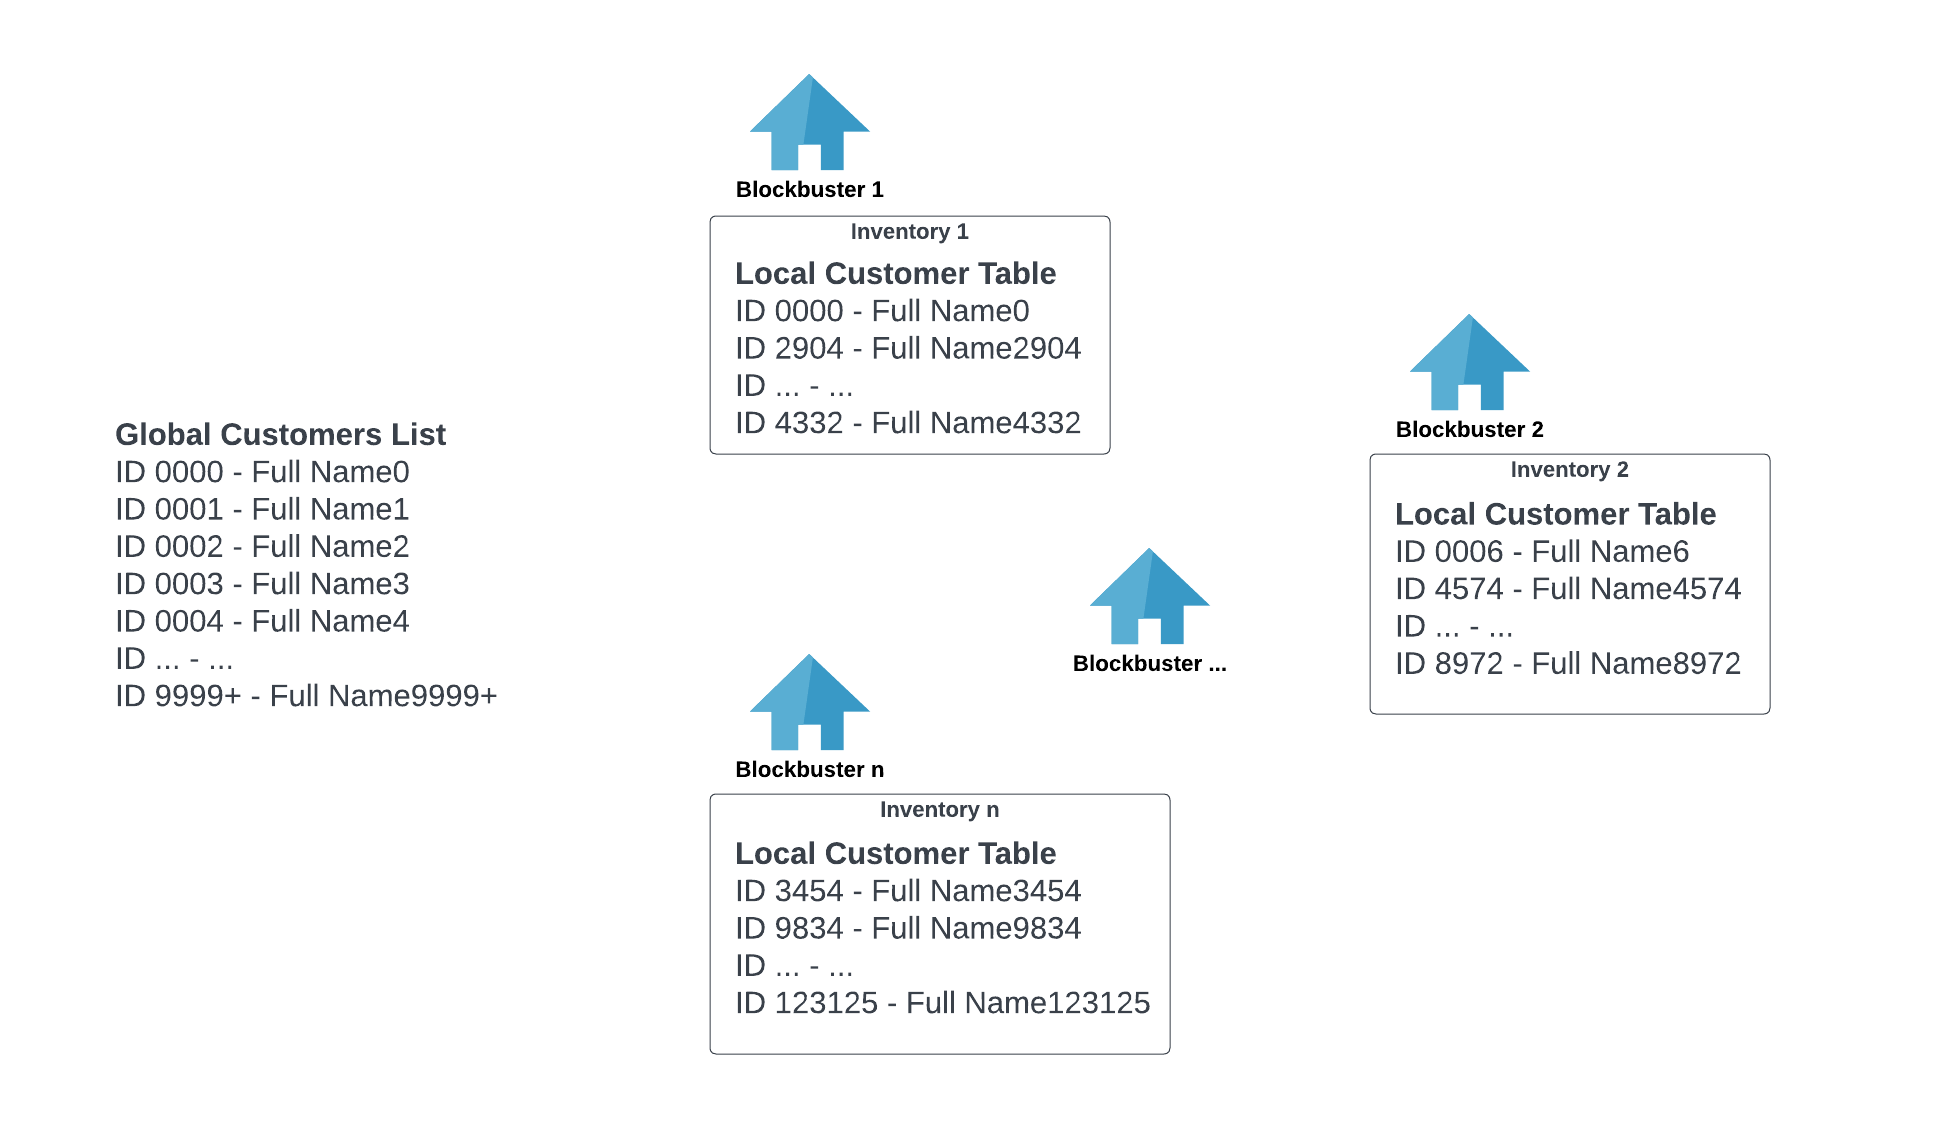 Global Customers List
ID 0000 - Full Name0
ID 0001 - Full Name1
ID 0002 - Full Name2
ID 0003 - Full Name3
ID 0004 - Full Name4
ID ... - ...
ID 9999+ - Full Name9999+
Blockbuster 1
Inventory 1
Local Customer Table
ID 0000 - Full Name0
ID 2904 - Full Name2904
ID ... - ...
ID 4332 - Full Name4332
Blockbuster 2
Inventory 2
Local Customer Table
ID 0006 - Full Name6
ID 4574 - Full Name4574
ID ... - ...
ID 8972 - Full Name8972
Blockbuster ...
Blockbuster n
Inventory n
Local Customer Table
ID 3454 - Full Name3454
ID 9834 - Full Name9834
ID ... - ...
ID 123125 - Full Name123125